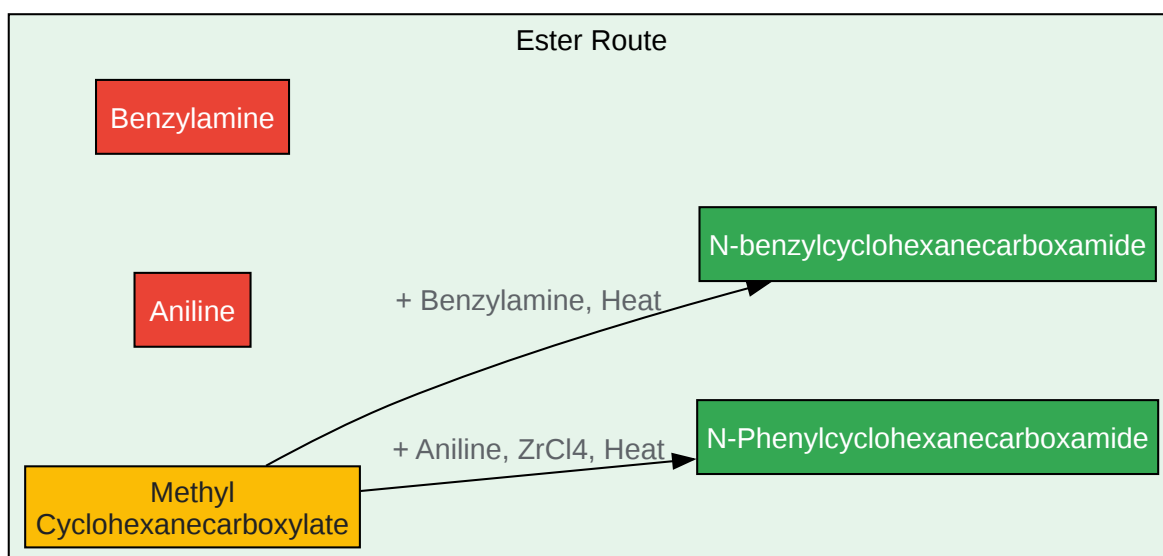 Ester Route
Benzylamine
N-benzylcyclohexanecarboxamide
Aniline
+ Benzylamine, Heat
N-Phenylcyclohexanecarboxamide
+ Aniline, ZrCl4, Heat
Methyl
Cyclohexanecarboxylate